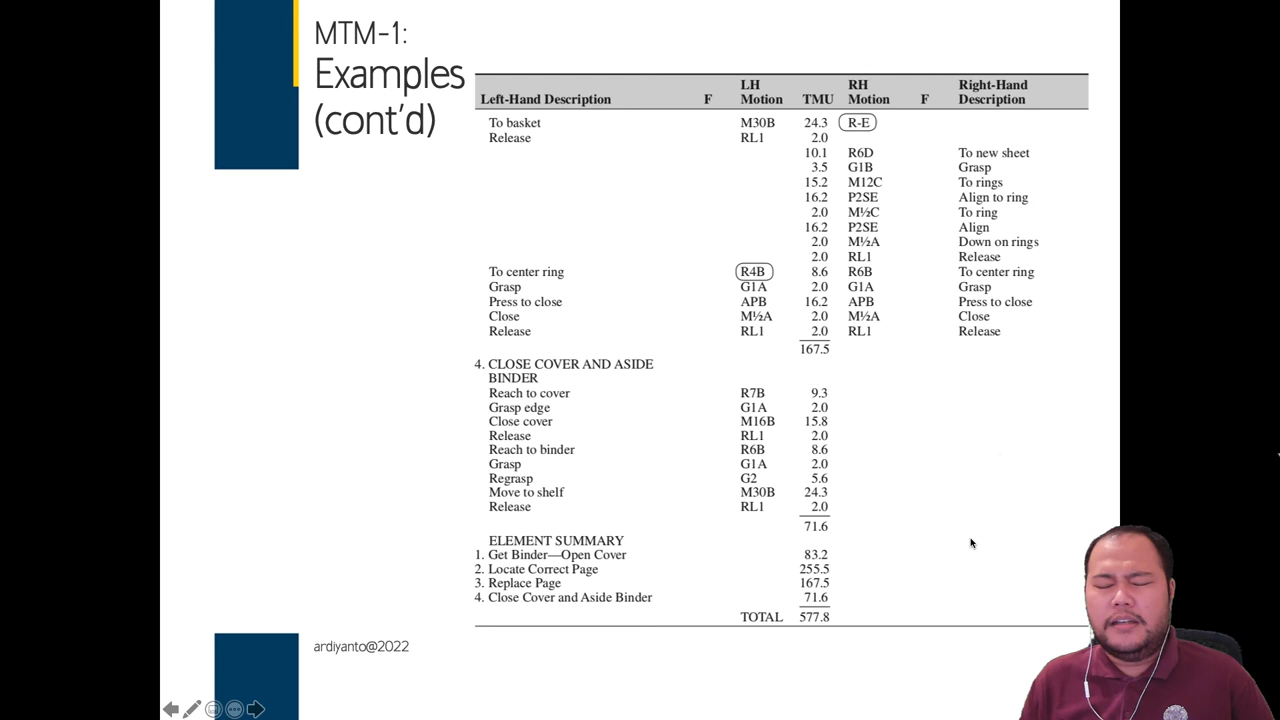 MTM-1:
Examples
(cont'd)
Left-Hand Description F LH Motion TMU RH Motion F Right-Hand Description
To basket M30B 24.3 R-E
Release RL1 2.0
10.1 R6D To new sheet
3.5 G1B Grasp
15.2 M12C To rings
16.2 P2SE Align to ring
2.0 M½C To ring
16.2 P2SE Align
2.0 M½A Down on rings
2.0 RL1 Release
To center ring R4B 8.6 R6B To center ring
Grasp G1A 2.0 G1A Grasp
Press to close APB 16.2 APB Press to close
Close M½A 2.0 M½A Close
Release RL1 2.0 RL1 Release
167.5
4. CLOSE COVER AND ASIDE
BINDER
Reach to cover R7B 9.3
Grasp edge G1A 2.0
Close cover M16B 15.8
Release RL1 2.0
Reach to binder R6B 8.6
Grasp G1A 2.0
Regrasp G2 5.6
Move to shelf M30B 24.3
Release RL1 2.0
71.6
ELEMENT SUMMARY
1. Get Binder—Open Cover 83.2
2. Locate Correct Page 255.5
3. Replace Page 167.5
4. Close Cover and Aside Binder 71.6
TOTAL 577.8
ardiyanto@2022